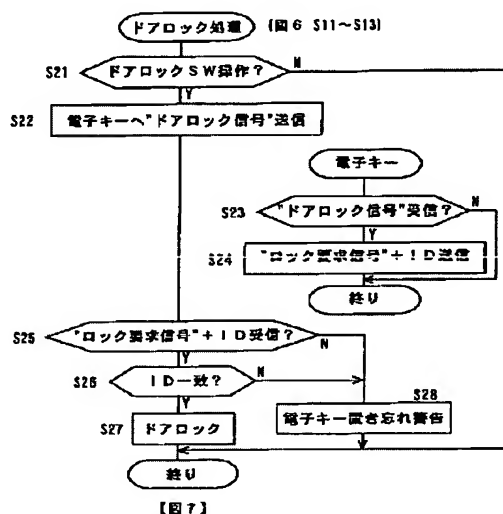 ドアロック処理 (図6 S11〜S13)
S21 ドアロックSW操作? N
Y
S22 電子キーへ"ドアロック信号"送信
電子キー
S23 "ドアロック信号"受信? N
Y
S24 "ロック要求信号"+ID送信
終り
S25 "ロック要求信号"+ID受信? N
Y
S26 ID一致? N
Y
S28
S27 ドアロック 電子キー置き忘れ警告
終り
【図7】